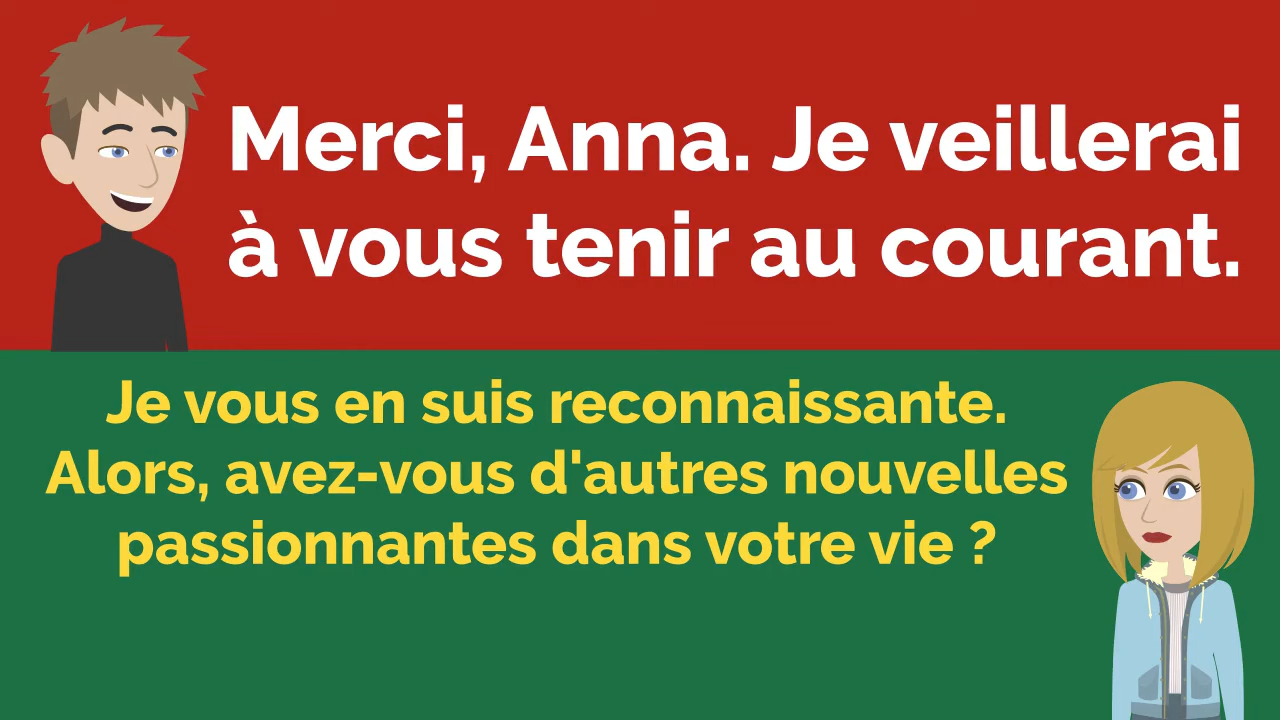 Merci, Anna. Je veillerai
à vous tenir au courant.
Je vous en suis reconnaissante.
Alors, avez-vous d'autres nouvelles
passionnantes dans votre vie ?